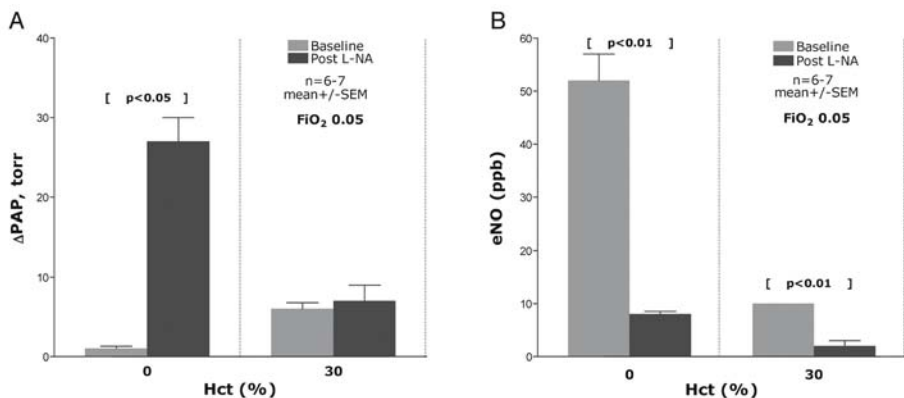 A
40
30
20
10
0
ΔPAP, torr
[ p<0.05 ]
Baseline
Post L-NA
n=6-7
mean+/-SEM
FiO₂ 0.05
0
30
Hct (%)
B
60
50
40
30
20
10
0
eNO (ppb)
[ p<0.01 ]
Baseline
Post L-NA
n=6-7
mean+/-SEM
FiO₂ 0.05
[ p<0.01 ]
0
30
Hct (%)